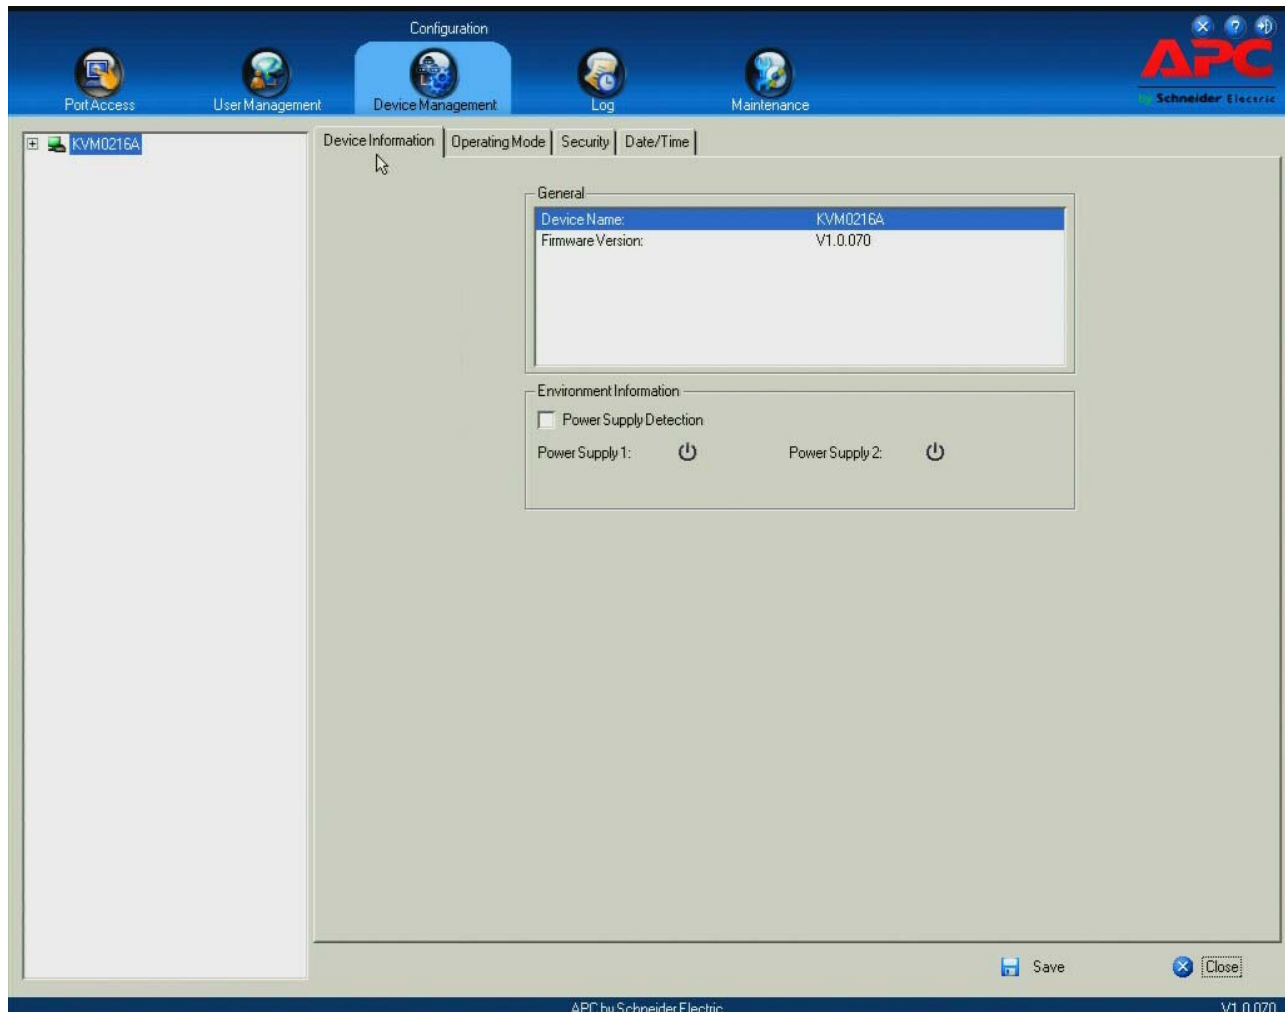 Configuration
Port Access
User Management
Device Management
Log
Maintenance
APC
by Schneider Electric
KVM0216A
Device Information
Operating Mode
Security
Date/Time
General
Device Name: KVM0216A
Firmware Version: V1.0.070
Environment Information
Power Supply Detection
Power Supply 1:
Power Supply 2:
Save
Close
APC by Schneider Electric
V1.0.070